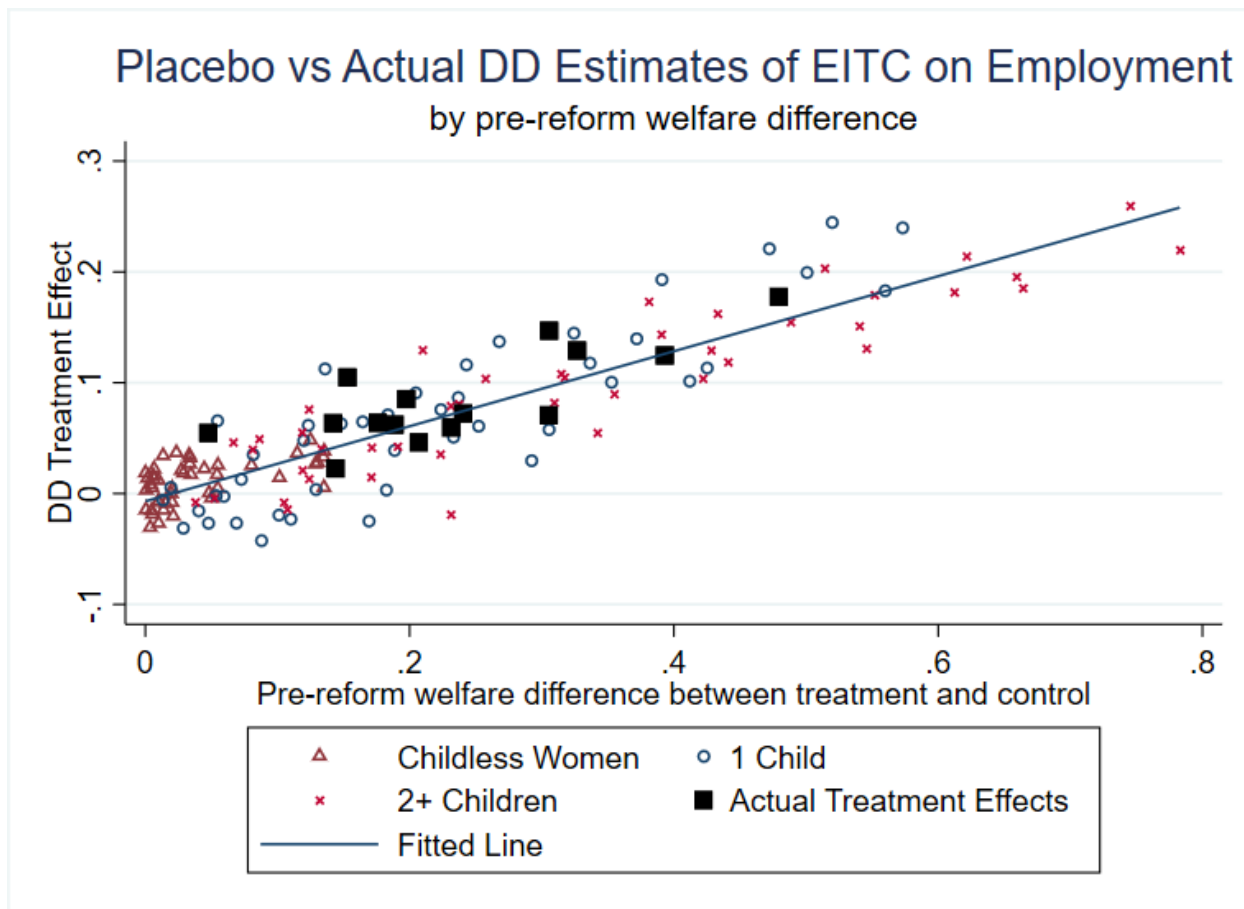 Placebo vs Actual DD Estimates of EITC on Employment
by pre-reform welfare difference
DD Treatment Effect
.3
.2
.1
0
-.1
0 .2 .4 .6 .8
Pre-reform welfare difference between treatment and control
Childless Women 1 Child
2+ Children Actual Treatment Effects
Fitted Line